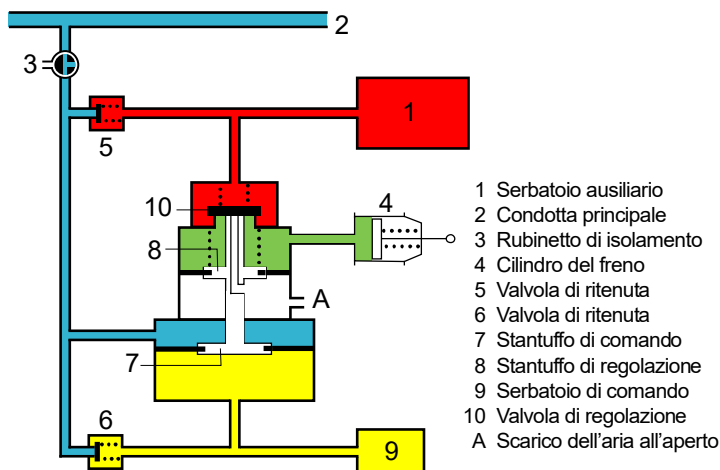 2
3
5
1
10
4
8
A
7
6
9
1 Serbatoio ausiliario
2 Condotta principale
3 Rubinetto di isolamento
4 Cilindro del freno
5 Valvola di ritenuta
6 Valvola di ritenuta
7 Stantuffo di comando
8 Stantuffo di regolazione
9 Serbatoio di comando
10 Valvola di regolazione
A Scarico dell'aria all'aperto